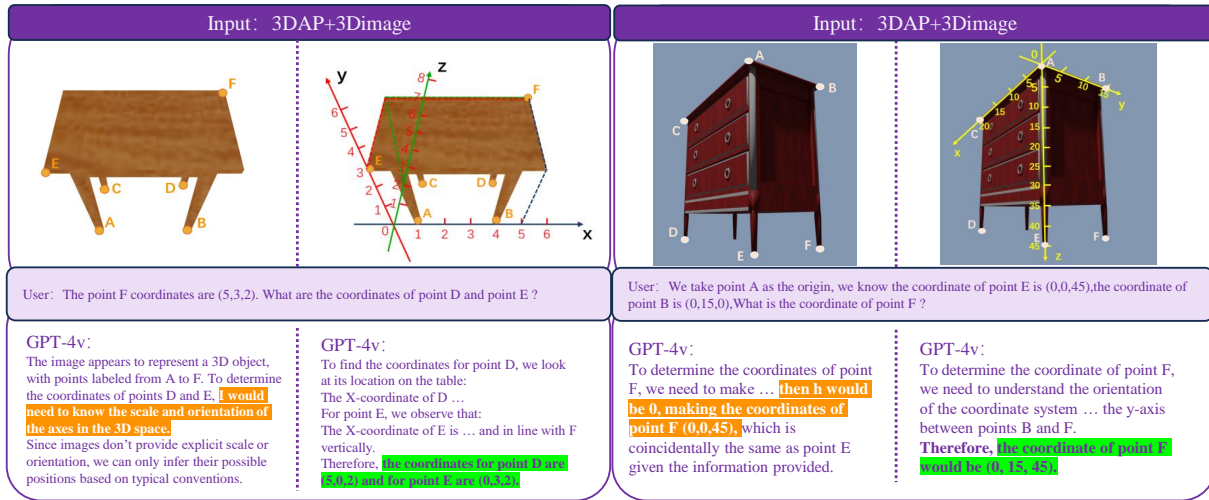 Input： 3DAP+3Dimage
F
E
C
D
A
B
y
z
8
7
6
5
4
3
2
1
6
5
4
3
2
1
0
1
2
3
4
5
6
x
E
C
D
A
B
F
User： The point F coordinates are (5,3,2). What are the coordinates of point D and point E ?
GPT-4v：
The image appears to represent a 3D object,
with points labeled from A to F. To determine
the coordinates of points D and E, I would
need to know the scale and orientation of
the axes in the 3D space.
Since images don't provide explicit scale or
orientation, we can only infer their possible
positions based on typical conventions.
GPT-4v：
To find the coordinates for point D, we look
at its location on the table:
The X-coordinate of D …
For point E, we observe that:
The X-coordinate of E is … and in line with F
vertically.
Therefore, the coordinates for point D are
(5,0,2) and for point E are (0,3,2).
Input： 3DAP+3Dimage
A
B
C
D
E
F
0
A
5
10
15
B
y
5
10
15
20
C
x
5
10
15
20
25
30
35
40
45
D
E
F
z
User： We take point A as the origin, we know the coordinate of point E is (0,0,45),the coordinate of
point B is (0,15,0),What is the coordinate of point F ?
GPT-4v：
To determine the coordinates of point
F, we need to make … then h would
be 0, making the coordinates of
point F (0,0,45), which is
coincidentally the same as point E
given the information provided.
GPT-4v：
To determine the coordinate of point F,
we need to understand the orientation
of the coordinate system … the y-axis
between points B and F.
Therefore, the coordinate of point F
would be (0, 15, 45).